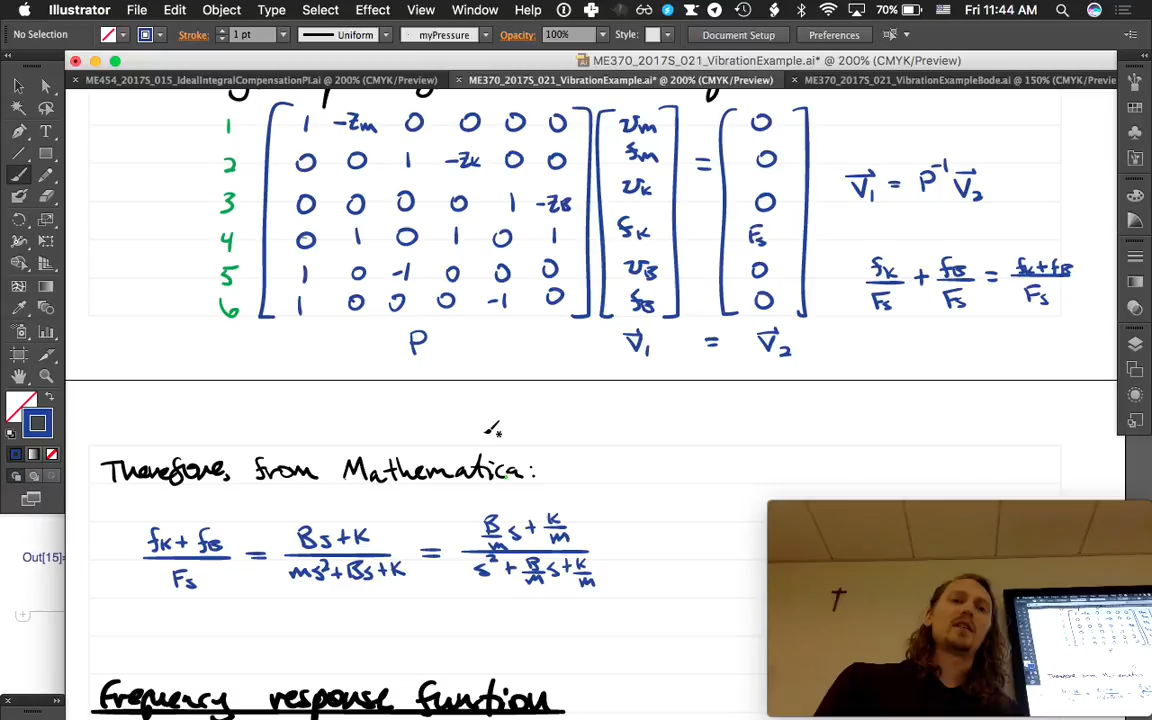 Illustrator File Edit Object Type Select Effect View Window Help 70% Fri 11:44 AM
No Selection Stroke: 1 pt Uniform myPressure Opacity: 100% Style: Document Setup Preferences
ME370_2017S_021_VibrationExample.ai* @ 200% (CMYK/Preview)
ME454_2017S_015_IdealIntegralCompensationPI.ai @ 200% (CMYK/Preview) ME370_2017S_021_VibrationExample.ai* @ 200% (CMYK/Preview) ME370_2017S_021_VibrationExampleBode.ai @ 150% (CMYK/Preview)
1 [ 1 -Zm 0 0 0 0 ] [ vm ] = [ 0 ]
2 [ 0 0 1 -Zk 0 0 ] [ fm ] [ 0 ]
3 [ 0 0 0 0 1 -ZB ] [ vk ] [ 0 ]
4 [ 0 1 0 1 0 1 ] [ fk ] [ Fs ]
5 [ 1 0 -1 0 0 0 ] [ vB ] [ 0 ]
6 [ 1 0 0 0 -1 0 ] [ fB ] [ 0 ]
V1 = P^-1 V2
fk/Fs + fB/Fs = (fk+fB)/Fs
P V1 = V2
Therefore, from Mathematica:
(fk + fB)/Fs = (Bs+k)/(ms^2+Bs+k) = (B/m s + k/m)/(s^2 + B/m s + k/m)
Out[15]=
Frequency response function